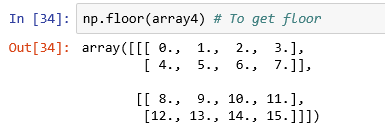 In [34]: np.floor(array4) # To get floor
Out[34]: array([[[ 0.,  1.,  2.,  3.],
        [ 4.,  5.,  6.,  7.]],

       [[ 8.,  9., 10., 11.],
        [12., 13., 14., 15.]]])